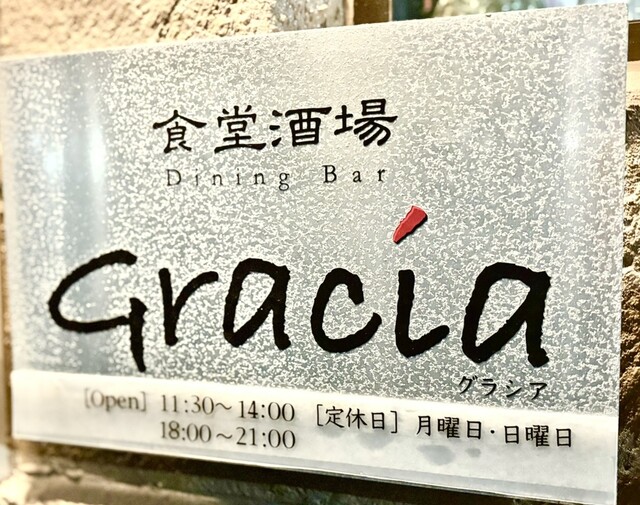 食堂酒場
Dining Bar
Gracía
グラシア
[Open] 11:30～14:00 [定休日] 月曜日・日曜日
18:00～21:00